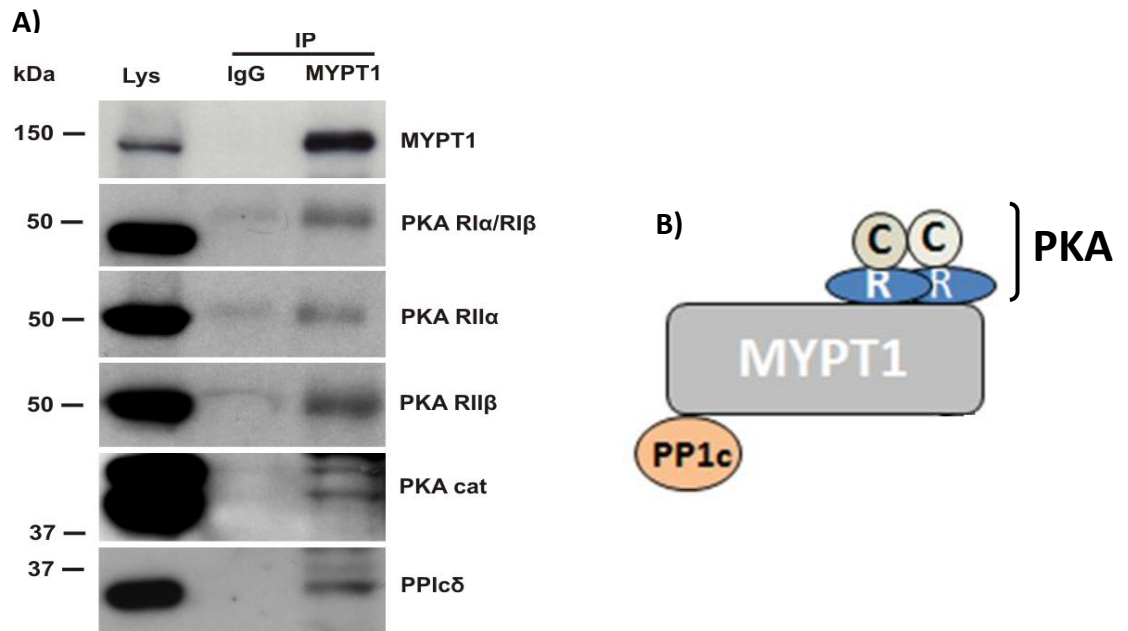 A)
IP
kDa Lys IgG MYPT1
150 MYPT1
50 PKA RIα/RIβ
50 PKA RIIα
50 PKA RIIβ
PKA cat
37
37
PPIcδ
B)
C C
R R
PKA
MYPT1
PP1c